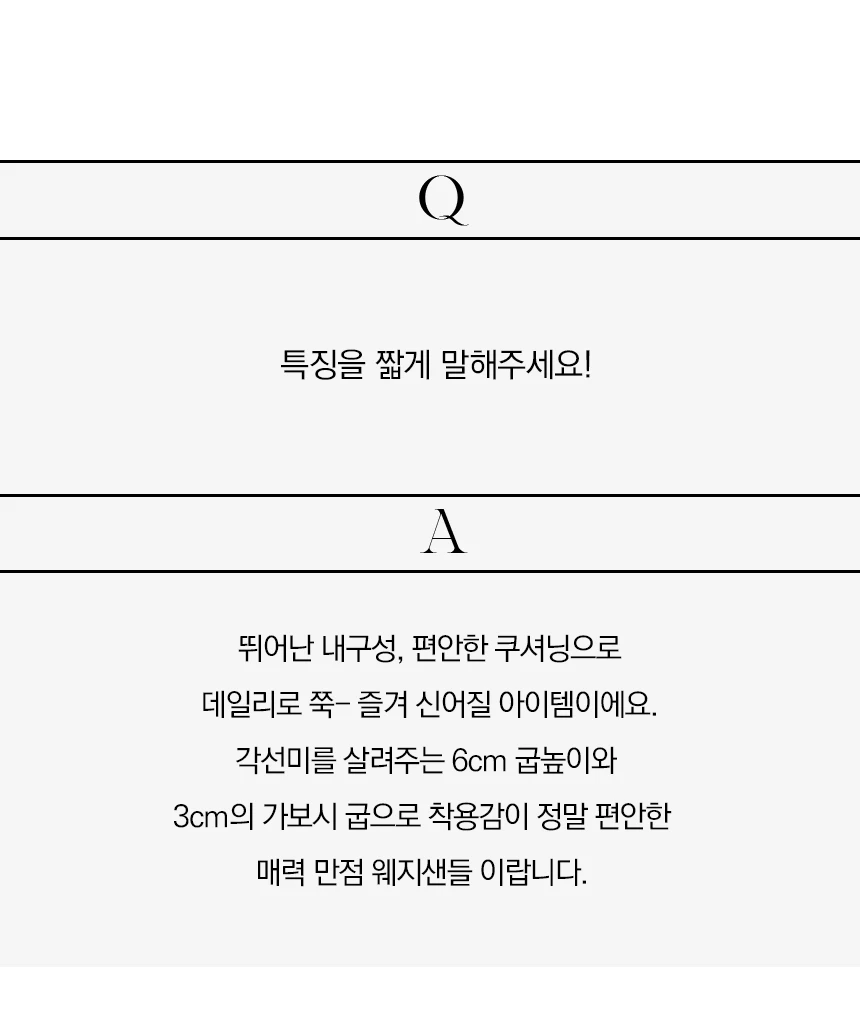 Q
특징을 짧게 말해주세요!
A
뛰어난 내구성, 편안한 쿠셔닝으로
데일리로 쭉- 즐겨 신어질 아이템이에요.
각선미를 살려주는 6cm 굽높이와
3cm의 가보시 굽으로 착용감이 정말 편안한
매력 만점 웨지샌들 이랍니다.